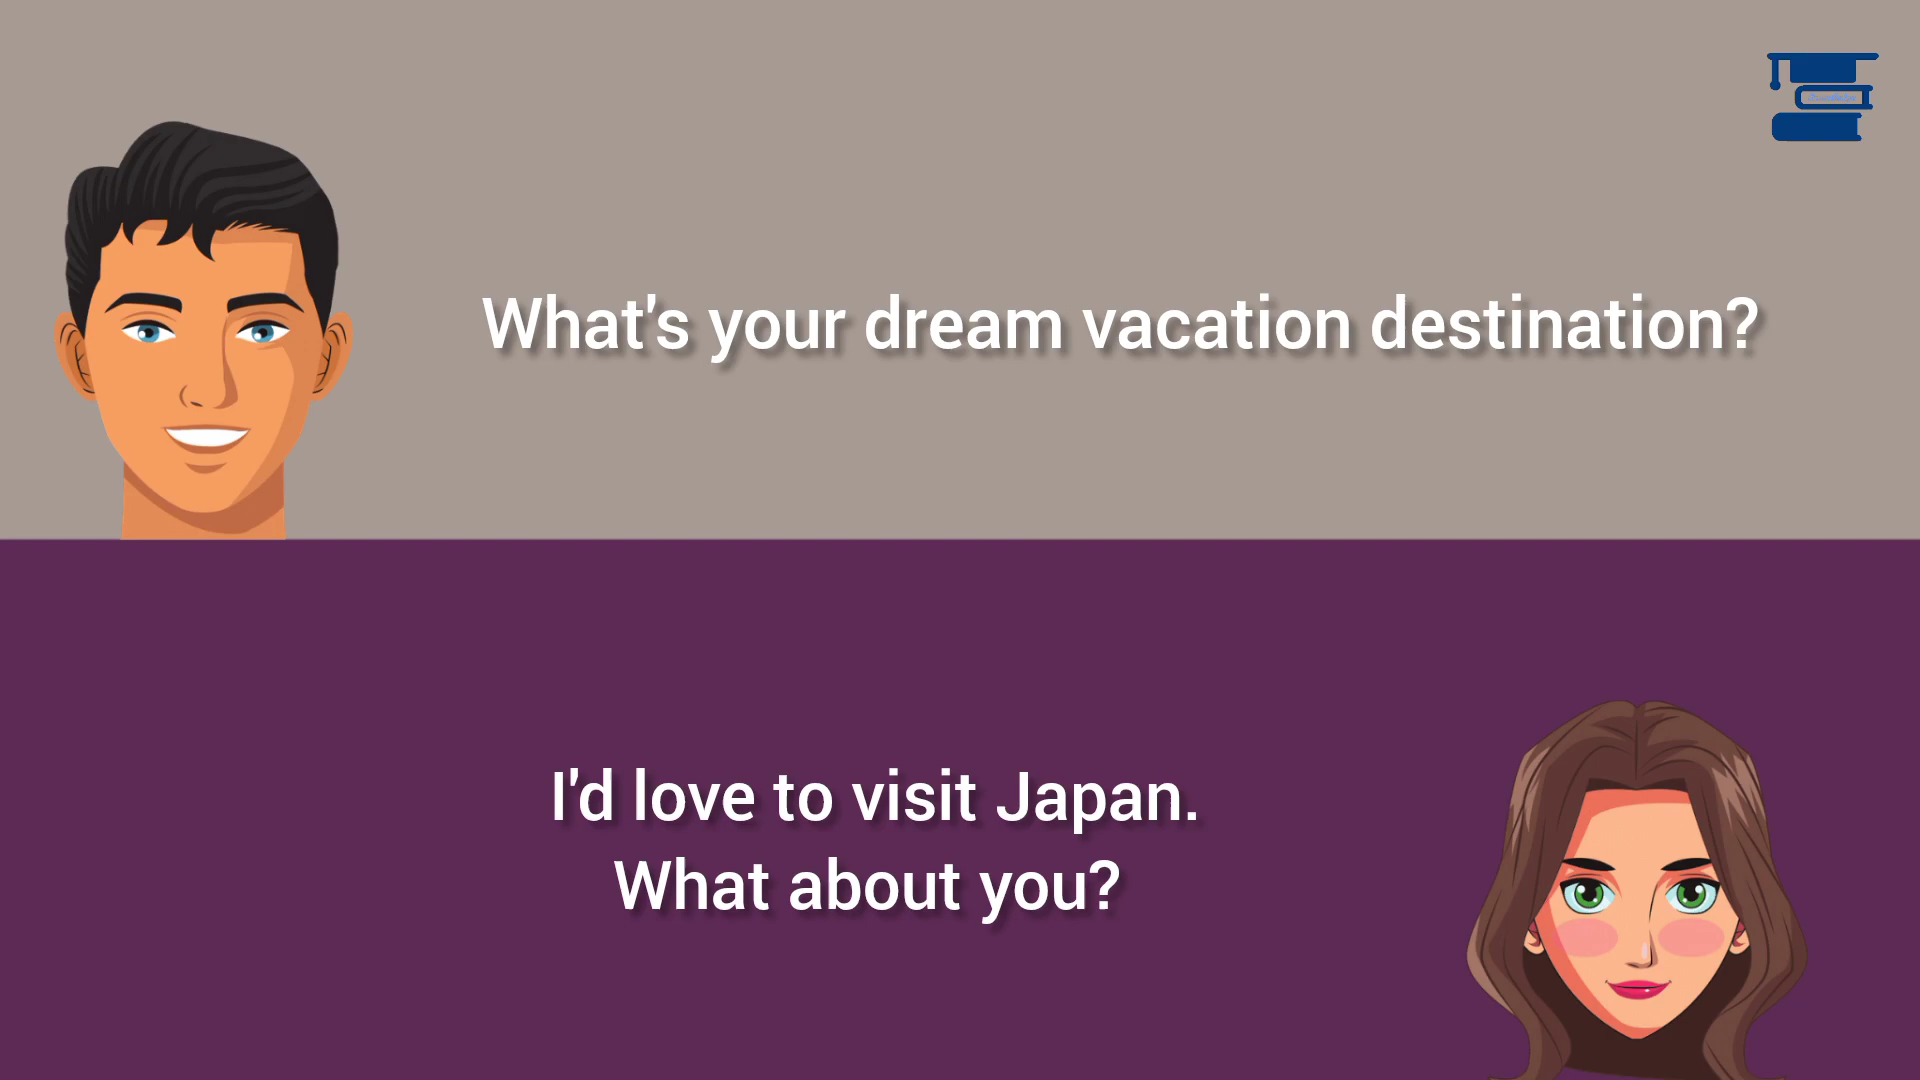 What's your dream vacation destination?
I'd love to visit Japan.
What about you?